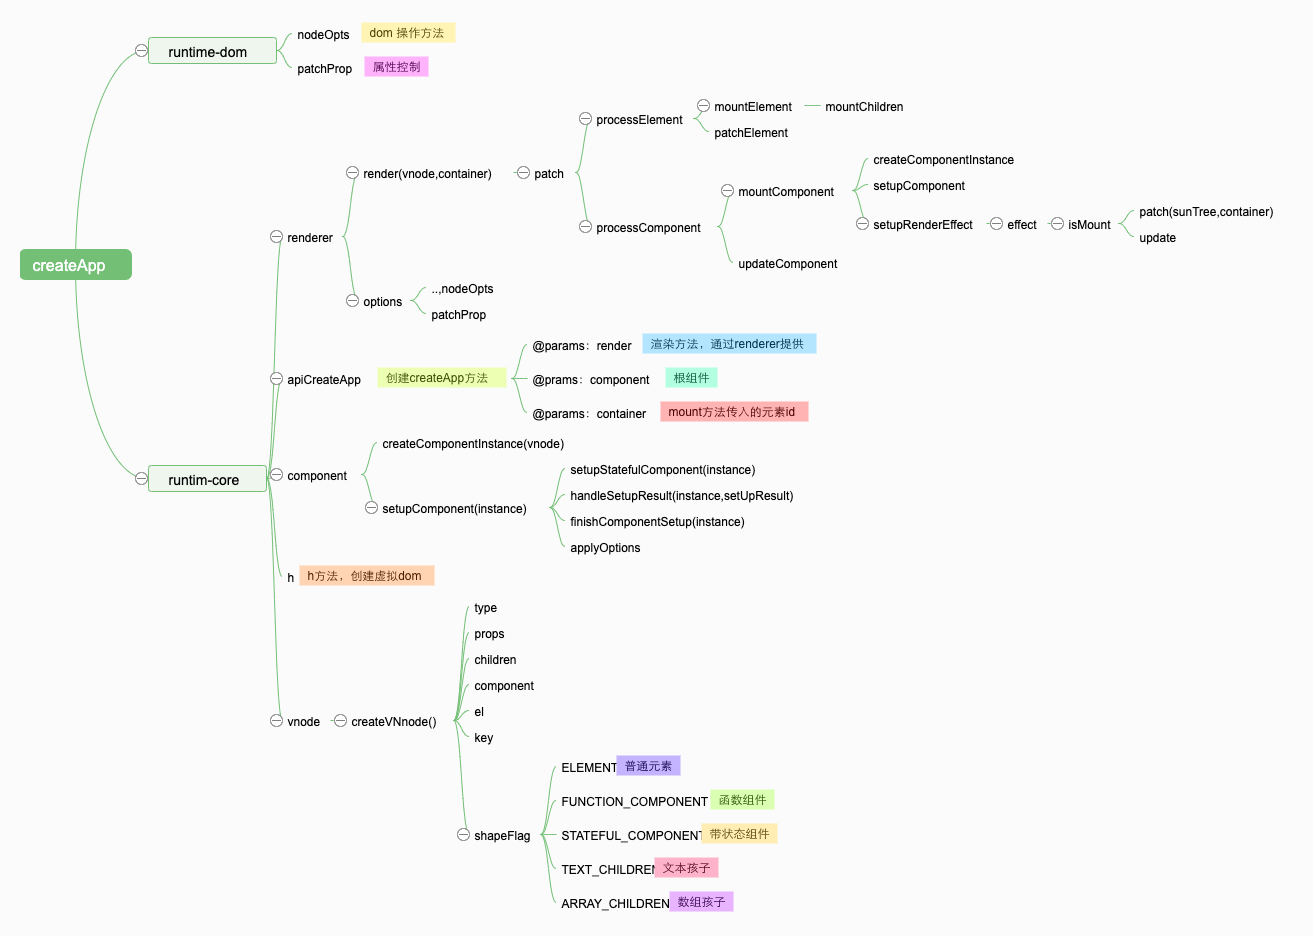 createApp
runtime-dom
nodeOpts dom 操作方法
patchProp 属性控制
runtim-core
renderer
render(vnode,container)
patch
processElement
mountElement
mountChildren
patchElement
processComponent
mountComponent
createComponentInstance
setupComponent
setupRenderEffect
effect
isMount
patch(sunTree,container)
update
updateComponent
options
..,nodeOpts
patchProp
apiCreateApp 创建createApp方法
@params：render 渲染方法，通过renderer提供
@prams：component 根组件
@params：container mount方法传入的元素id
component
createComponentInstance(vnode)
setupComponent(instance)
setupStatefulComponent(instance)
handleSetupResult(instance,setUpResult)
finishComponentSetup(instance)
applyOptions
h h方法，创建虚拟dom
vnode
createVNnode()
type
props
children
component
el
key
shapeFlag
ELEMENT 普通元素
FUNCTION_COMPONENT 函数组件
STATEFUL_COMPONENT 带状态组件
TEXT_CHILDREN 文本孩子
ARRAY_CHILDREN 数组孩子